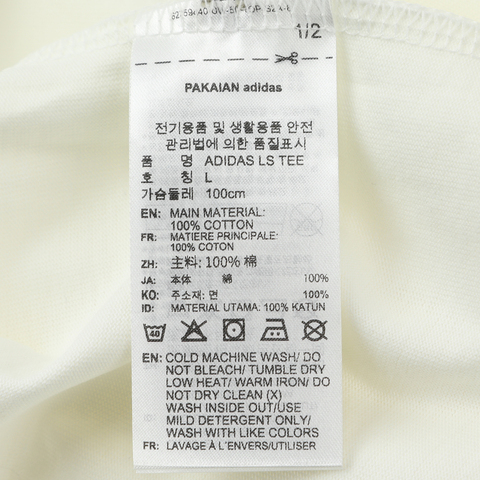 1/2
PAKAIAN adidas
전기용품 및 생활용품 안전
관리법에 의한 품질표시
품 명 ADIDAS LS TEE
호 칭 L
가슴둘레 100cm
EN: MAIN MATERIAL:
100% COTTON
FR: MATIERE PRINCIPALE:
100% COTON
ZH: 主料: 100% 棉
JA: 本体 綿 100%
KO: 주소재: 면 100%
ID: MATERIAL UTAMA: 100% KATUN
40
EN: COLD MACHINE WASH/ DO
NOT BLEACH/ TUMBLE DRY
LOW HEAT/ WARM IRON/ DO
NOT DRY CLEAN (X)
WASH INSIDE OUT/USE
MILD DETERGENT ONLY/
WASH WITH LIKE COLORS
FR: LAVAGE À L'ENVERS/UTILISER